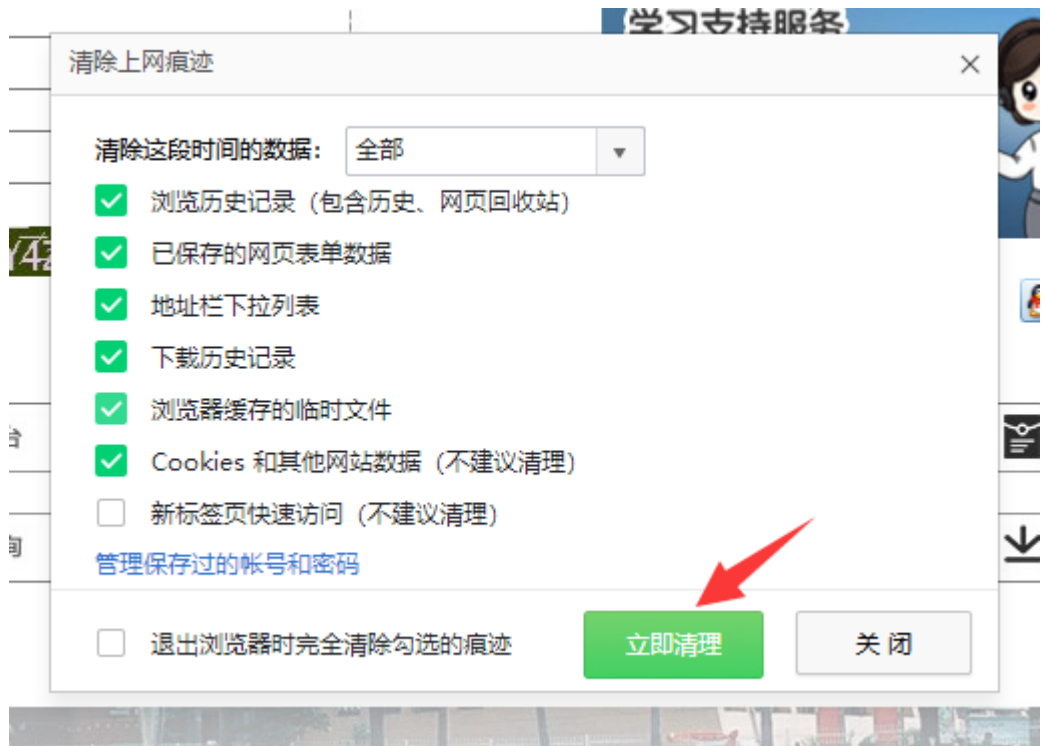 学习支持服务
清除上网痕迹
清除这段时间的数据： 全部
浏览历史记录（包含历史、网页回收站）
已保存的网页表单数据
地址栏下拉列表
下载历史记录
浏览器缓存的临时文件
台
Cookies 和其他网站数据（不建议清理）
新标签页快速访问（不建议清理）
询
管理保存过的帐号和密码
退出浏览器时完全清除勾选的痕迹 立即清理 关 闭